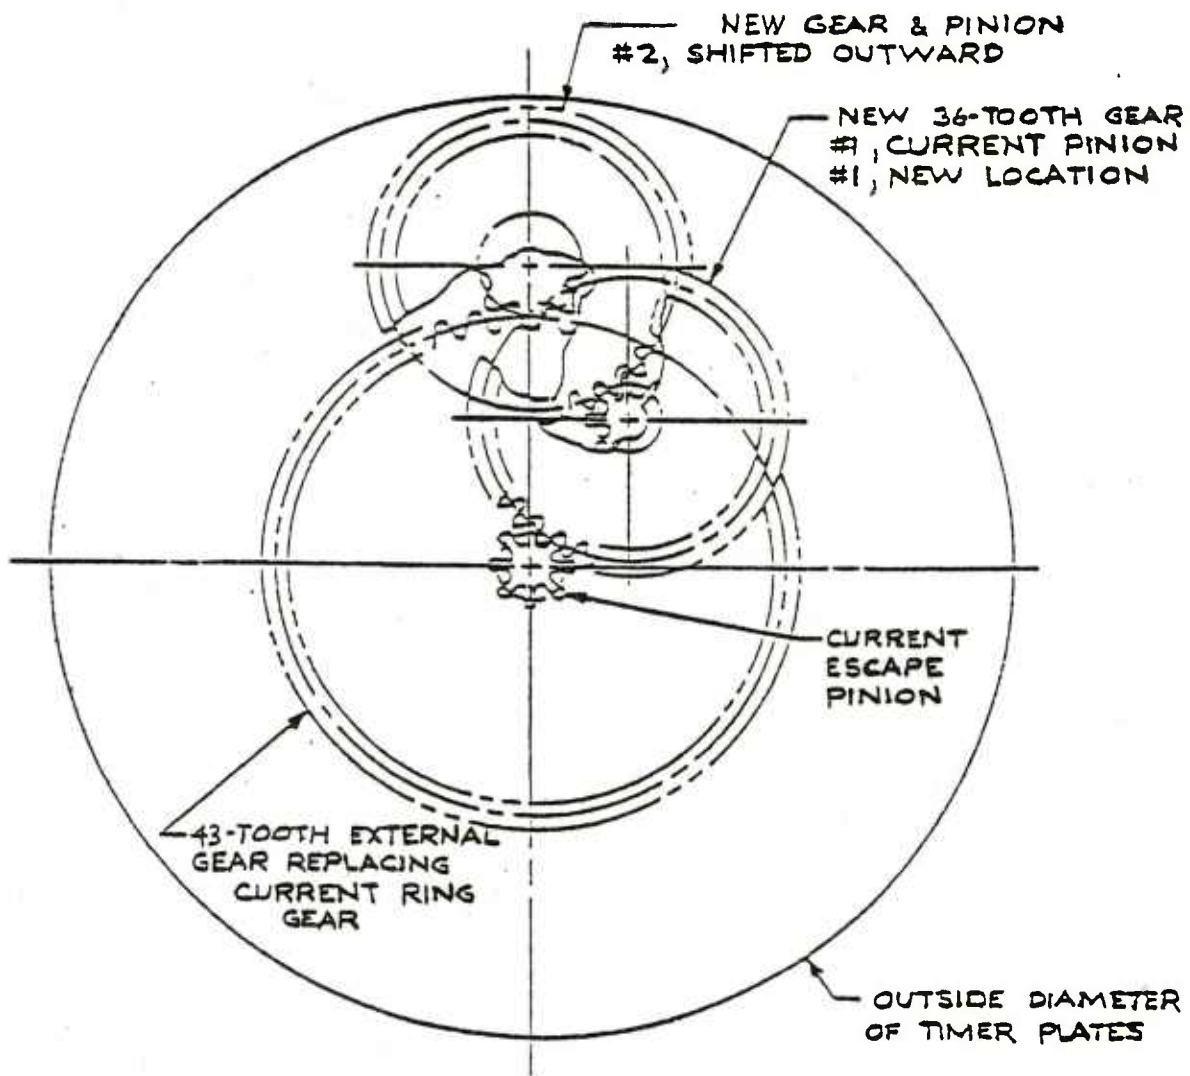 NEW GEAR & PINION
#2, SHIFTED OUTWARD
NEW 36-TOOTH GEAR
#1, CURRENT PINION
#1, NEW LOCATION
CURRENT
ESCAPE
PINION
43-TOOTH EXTERNAL
GEAR REPLACING
CURRENT RING
GEAR
OUTSIDE DIAMETER
OF TIMER PLATES